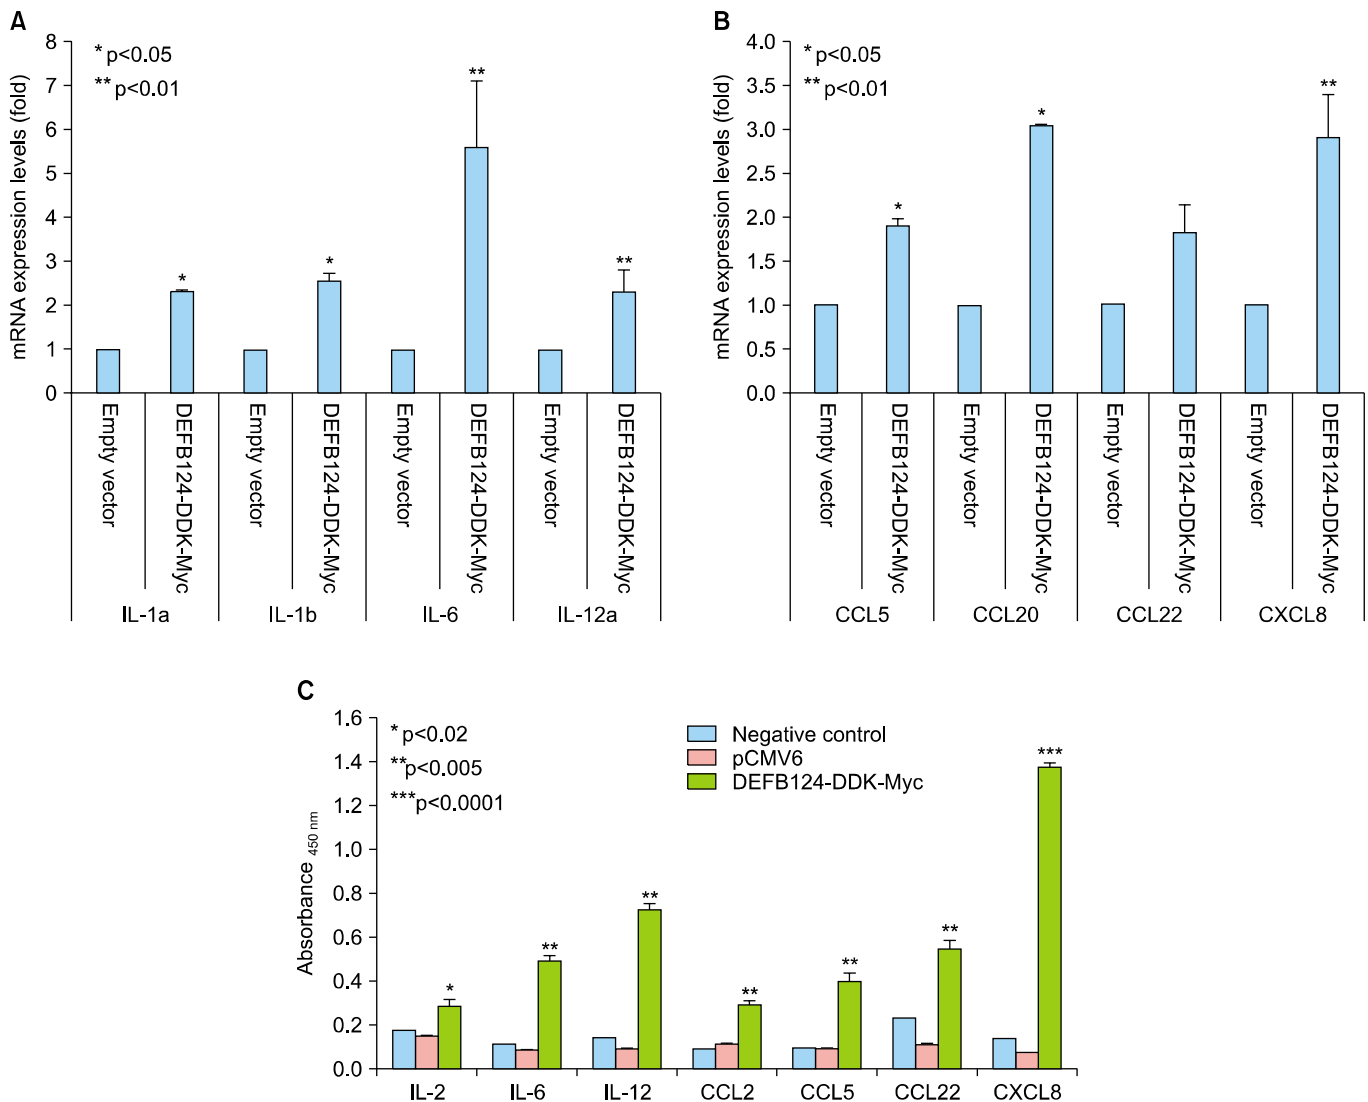 A
mRNA expression levels (fold)
8
7
6
5
4
3
2
1
0
* p<0.05
** p<0.01
*
*
**
**
Empty vector
DEFB124-DDK-Myc
Empty vector
DEFB124-DDK-Myc
Empty vector
DEFB124-DDK-Myc
Empty vector
DEFB124-DDK-Myc
IL-1a
IL-1b
IL-6
IL-12a
B
mRNA expression levels (fold)
4.0
3.5
3.0
2.5
2.0
1.5
1.0
0.5
0.0
* p<0.05
** p<0.01
*
*
**
Empty vector
DEFB124-DDK-Myc
Empty vector
DEFB124-DDK-Myc
Empty vector
DEFB124-DDK-Myc
Empty vector
DEFB124-DDK-Myc
CCL5
CCL20
CCL22
CXCL8
C
Absorbance 450 nm
1.6
1.4
1.2
1.0
0.8
0.6
0.4
0.2
0.0
* p<0.02
**p<0.005
***p<0.0001
Negative control
pCMV6
DEFB124-DDK-Myc
*
**
**
**
**
**
***
IL-2
IL-6
IL-12
CCL2
CCL5
CCL22
CXCL8